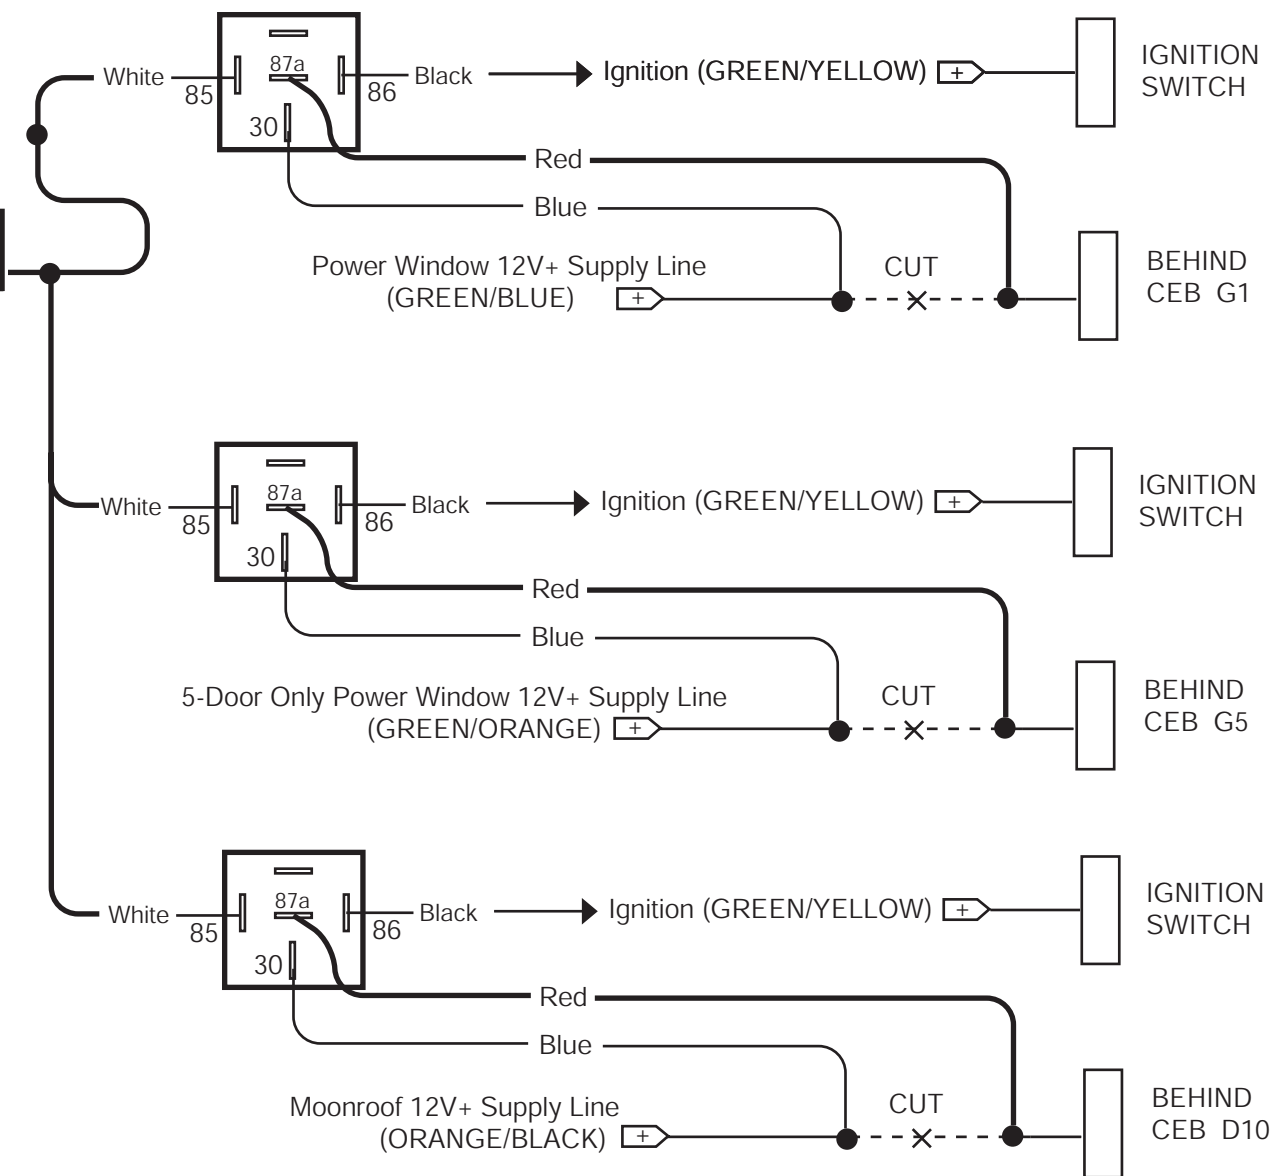 White
85
87a
30
86
Black
Ignition (GREEN/YELLOW)
+
IGNITION
SWITCH
Red
Blue
Power Window 12V+ Supply Line
(GREEN/BLUE)
+
CUT
BEHIND
CEB G1
White
85
87a
30
86
Black
Ignition (GREEN/YELLOW)
+
IGNITION
SWITCH
Red
Blue
5-Door Only Power Window 12V+ Supply Line
(GREEN/ORANGE)
+
CUT
BEHIND
CEB G5
White
85
87a
30
86
Black
Ignition (GREEN/YELLOW)
+
IGNITION
SWITCH
Red
Blue
Moonroof 12V+ Supply Line
(ORANGE/BLACK)
+
CUT
BEHIND
CEB D10